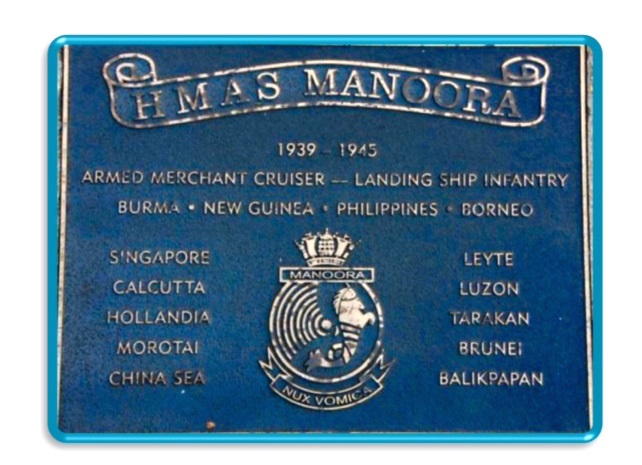 HMAS MANOORA
1939 - 1945
ARMED MERCHANT CRUISER — LANDING SHIP INFANTRY
BURMA • NEW GUINEA • PHILIPPINES • BORNEO
SINGAPORE
CALCUTTA
HOLLANDIA
MOROTAI
CHINA SEA
MANOORA
NUX VOMICA
LEYTE
LUZON
TARAKAN
BRUNEI
BALIKPAPAN